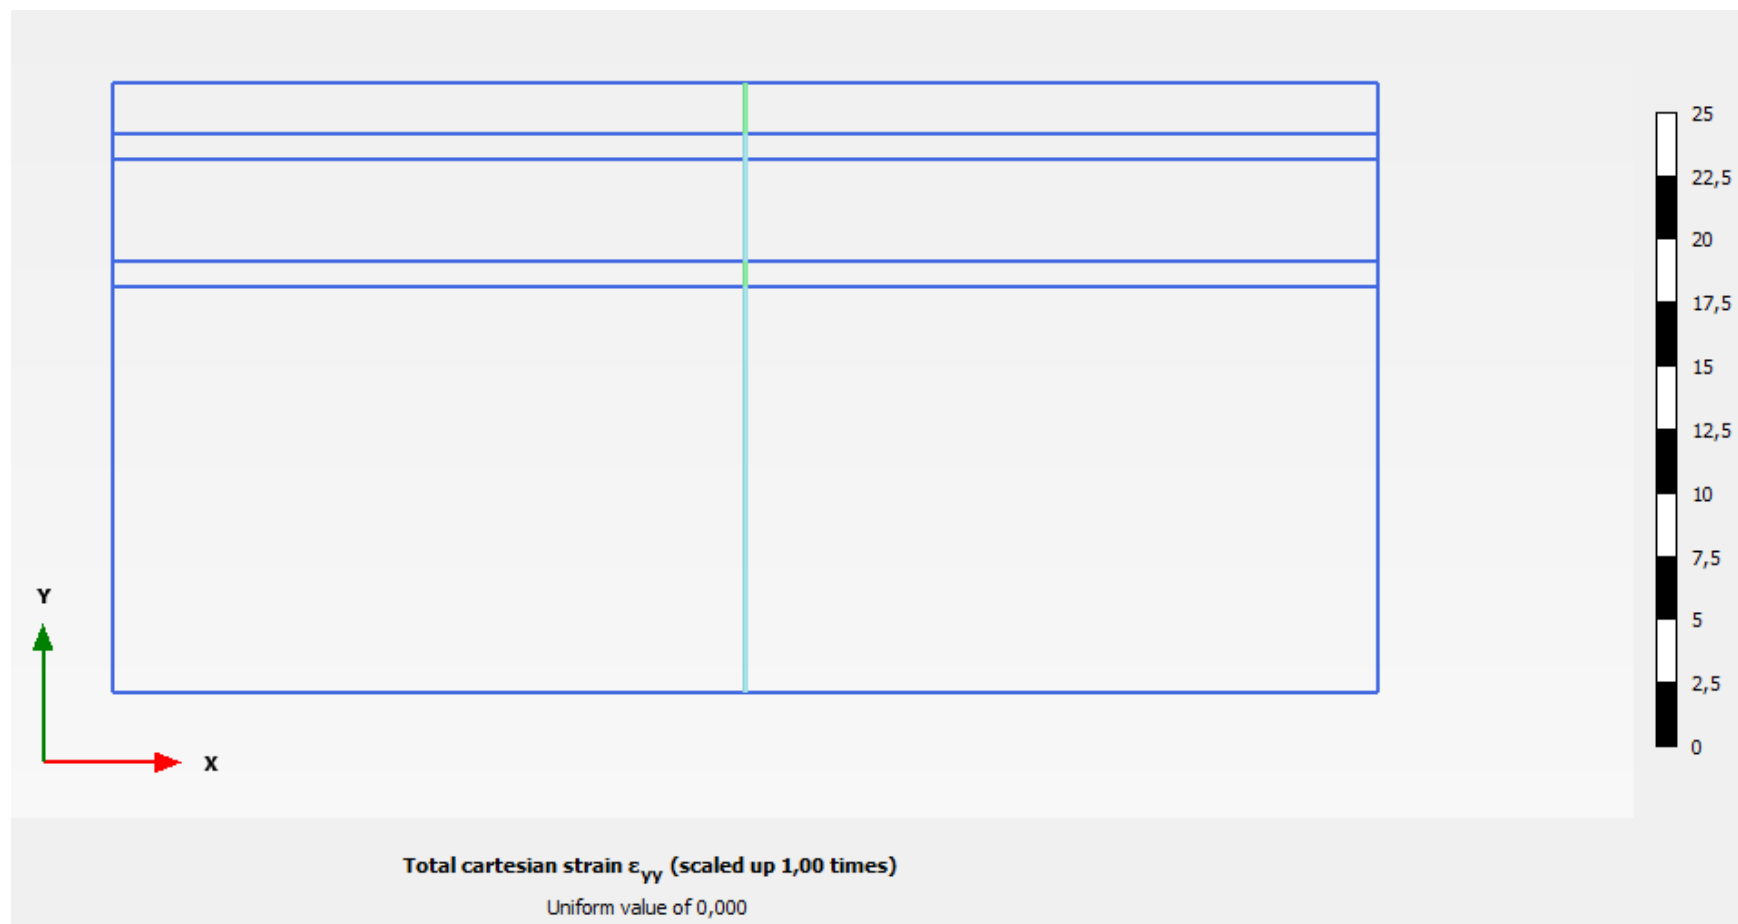 25
22,5
20
17,5
15
12,5
10
7,5
5
2,5
0
Y
X
Total cartesian strain εyy (scaled up 1,00 times)
Uniform value of 0,000